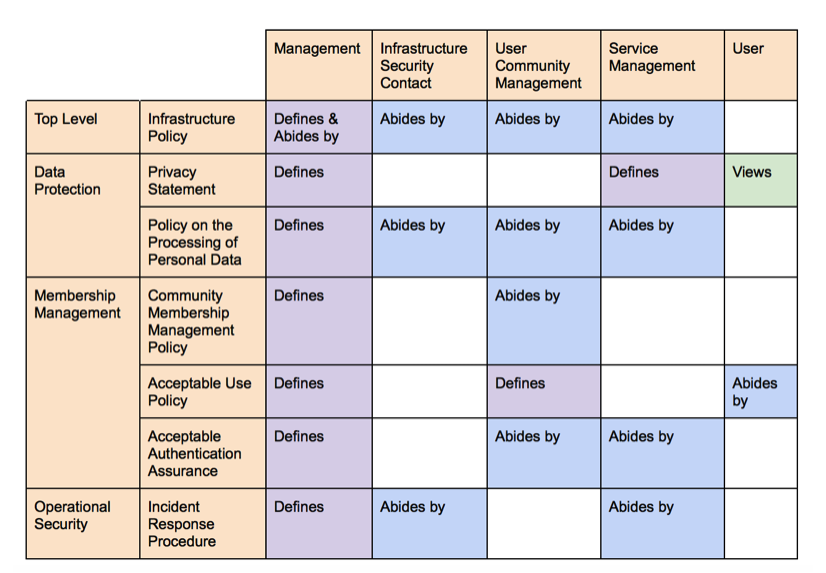 Management
Infrastructure
Security
Contact
User
Community
Management
Service
Management
User
Top Level
Infrastructure
Policy
Defines &
Abides by
Abides by
Abides by
Abides by
Data
Protection
Privacy
Statement
Defines
Defines
Views
Policy on the
Processing of
Personal Data
Defines
Abides by
Abides by
Abides by
Membership
Management
Community
Membership
Management
Policy
Defines
Abides by
Acceptable Use
Policy
Defines
Defines
Abides
by
Acceptable
Authentication
Assurance
Defines
Abides by
Abides by
Operational
Security
Incident
Response
Procedure
Defines
Abides by
Abides by